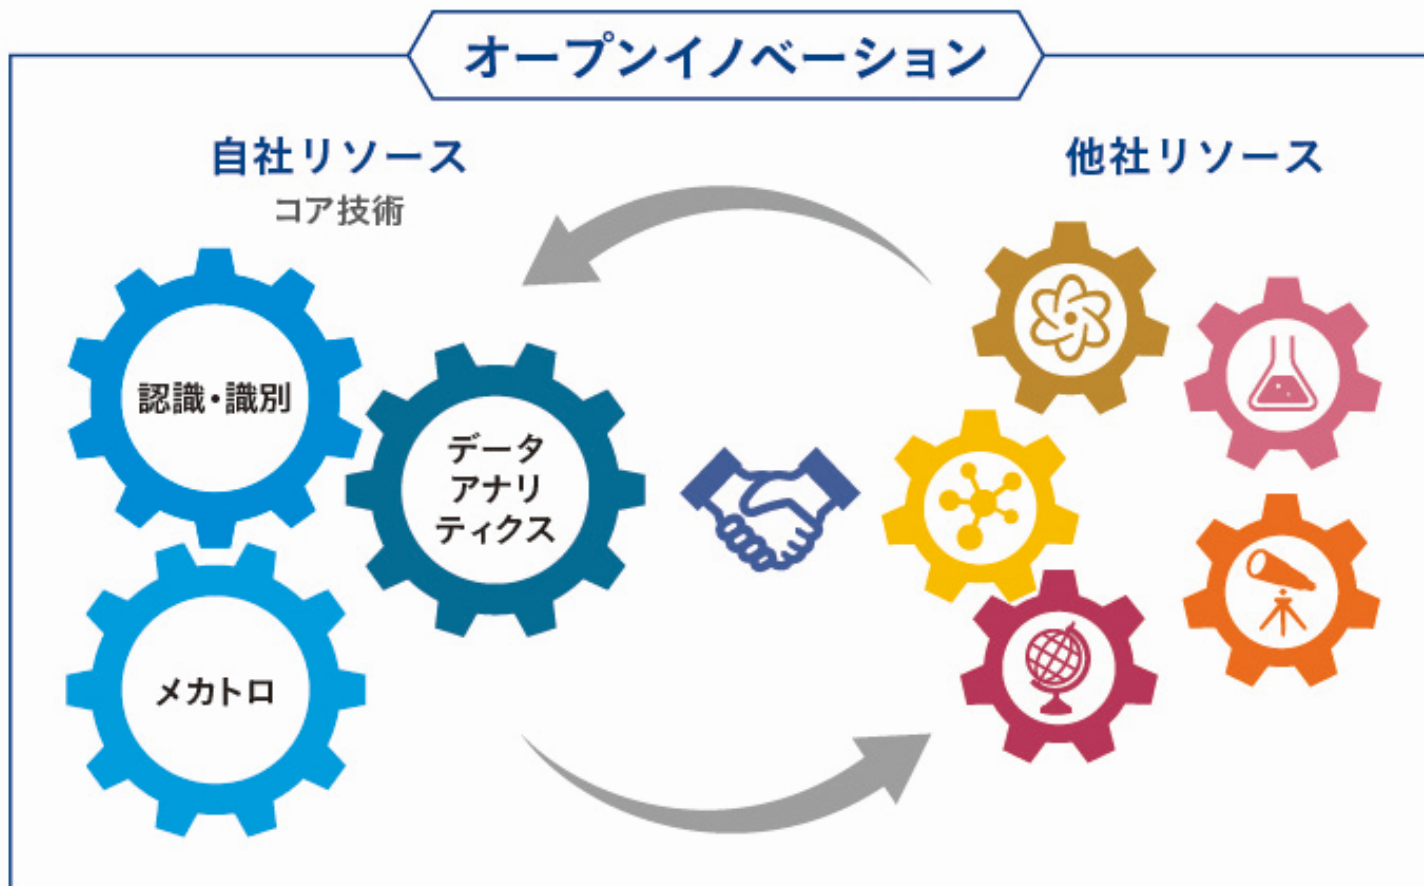 オープンイノベーション
自社リソース
コア技術
他社リソース
認識・識別
データ
アナリ
ティクス
メカトロ